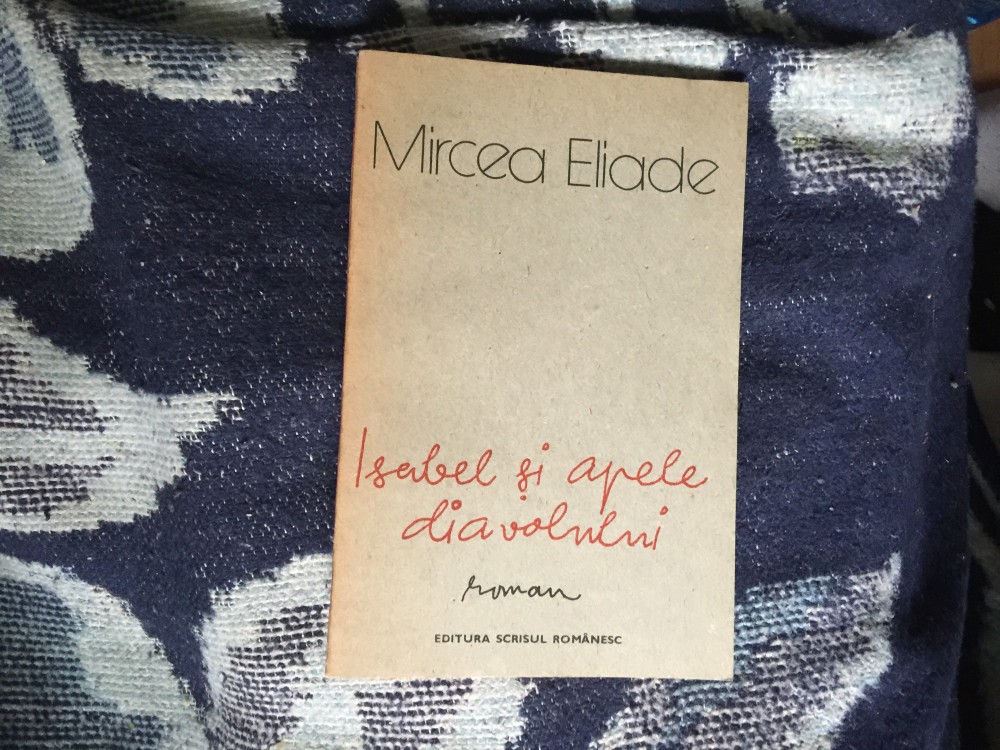 Mircea Eliade
Isabel și apele
diavolului
roman
EDITURA SCRISUL ROMÂNESC